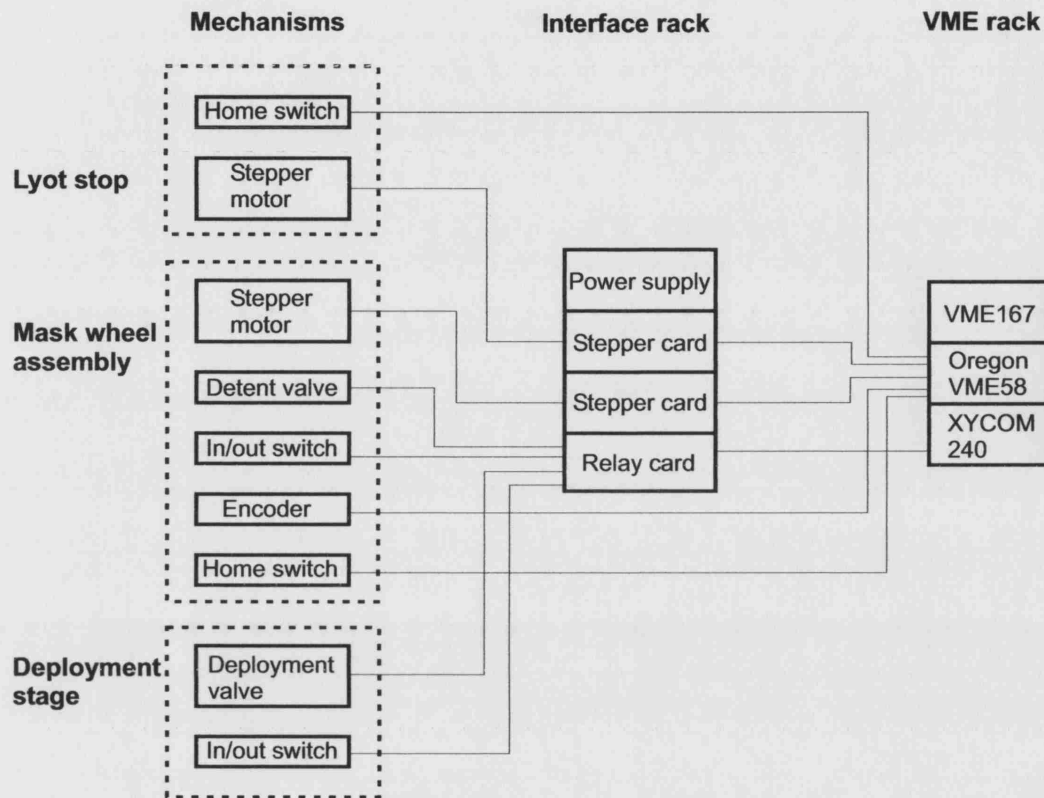 Mechanisms
Interface rack
VME rack
Lyot stop
Home switch
Stepper
motor
Mask wheel
assembly
Stepper
motor
Detent valve
In/out switch
Encoder
Home switch
Deployment
stage
Deployment
valve
In/out switch
Power supply
Stepper card
Stepper card
Relay card
VME167
Oregon
VME58
XYCOM
240